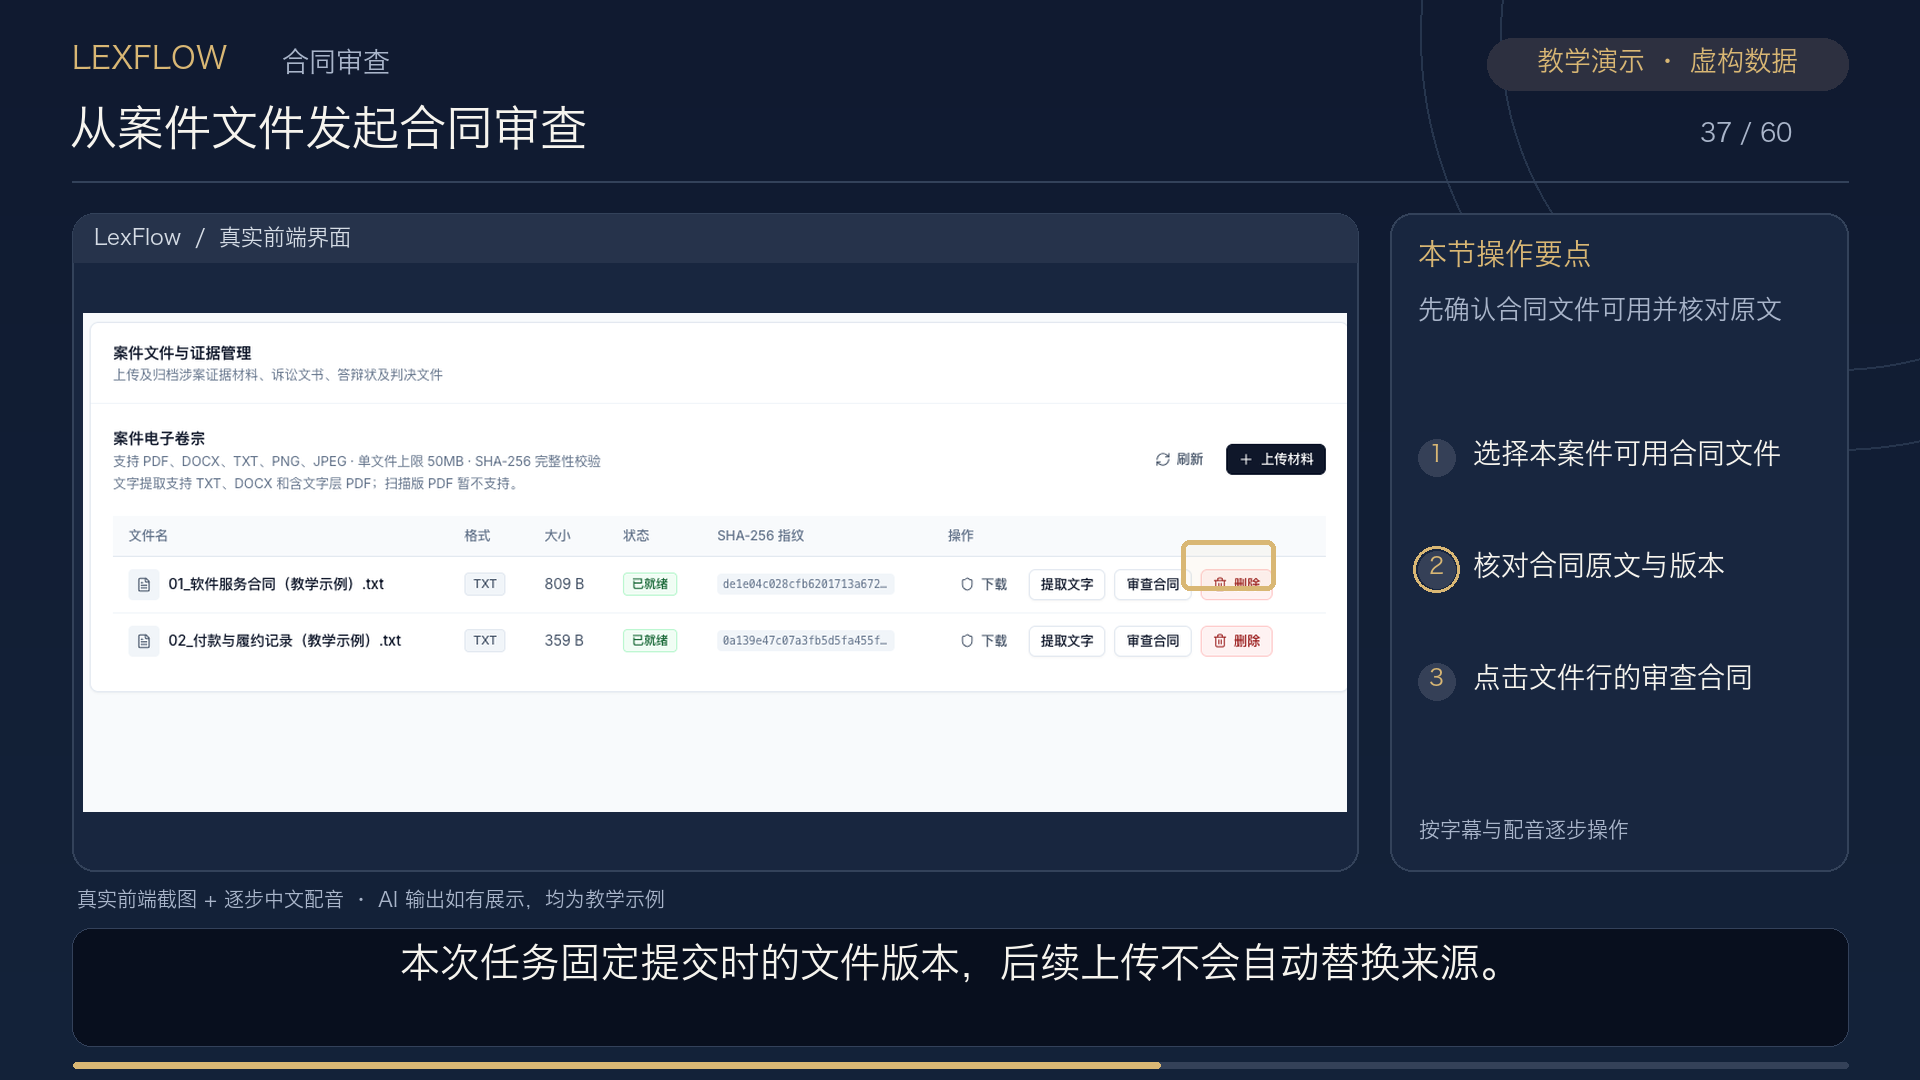 LEXFLOW 合同审查
教学演示 · 虚构数据
从案件文件发起合同审查
37 / 60
LexFlow / 真实前端界面
案件文件与证据管理
上传及归档涉案证据材料、诉讼文书、答辩状及判决文件
案件电子卷宗
支持 PDF、DOCX、TXT、PNG、JPEG · 单文件上限 50MB · SHA-256 完整性校验
文字提取支持 TXT、DOCX 和含文字层 PDF；扫描版 PDF 暂不支持。
刷新 + 上传材料
文件名 格式 大小 状态 SHA-256 指纹 操作
01_软件服务合同（教学示例）.txt TXT 809 B 已就绪 de1e04c028cfb6201713a672… 下载 提取文字 审查合同 删除
02_付款与履约记录（教学示例）.txt TXT 359 B 已就绪 0a139e47c07a3fb5d5fa455f… 下载 提取文字 审查合同 删除
本节操作要点
先确认合同文件可用并核对原文
1 选择本案件可用合同文件
2 核对合同原文与版本
3 点击文件行的审查合同
按字幕与配音逐步操作
真实前端截图 + 逐步中文配音 · AI 输出如有展示，均为教学示例
本次任务固定提交时的文件版本，后续上传不会自动替换来源。